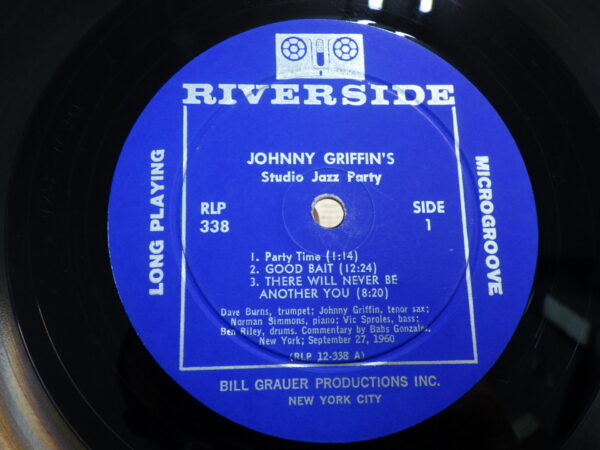 RIVERSIDE
JOHNNY GRIFFIN'S
Studio Jazz Party
LONG PLAYING
RLP
338
SIDE
1
MICROGROOVE
1. Party Time (1:14)
2. GOOD BAIT (12:24)
3. THERE WILL NEVER BE
ANOTHER YOU (8:20)
Dave Burns, trumpet; Johnny Griffin, tenor sax;
Norman Simmons, piano; Vic Sproles, bass;
Ben Riley, drums. Commentary by Babs Gonzales.
New York; September 27, 1960
(RLP 12-338 A)
BILL GRAUER PRODUCTIONS INC.
NEW YORK CITY